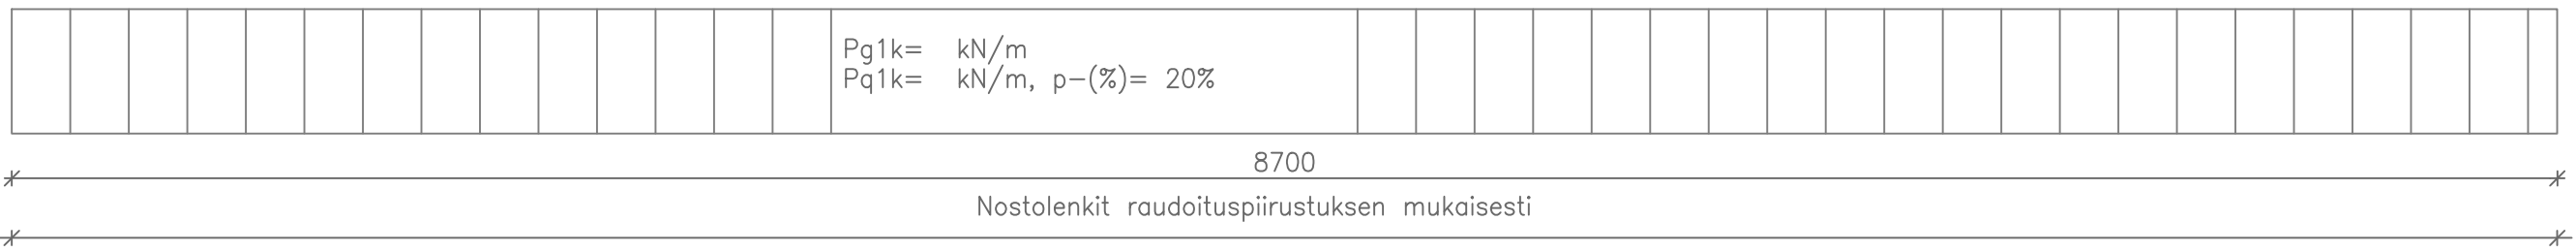 Pg1k=  kN/m
Pq1k=  kN/m, p-(%)= 20%
8700
Nostolenkit raudoituspiirustuksen mukaisesti